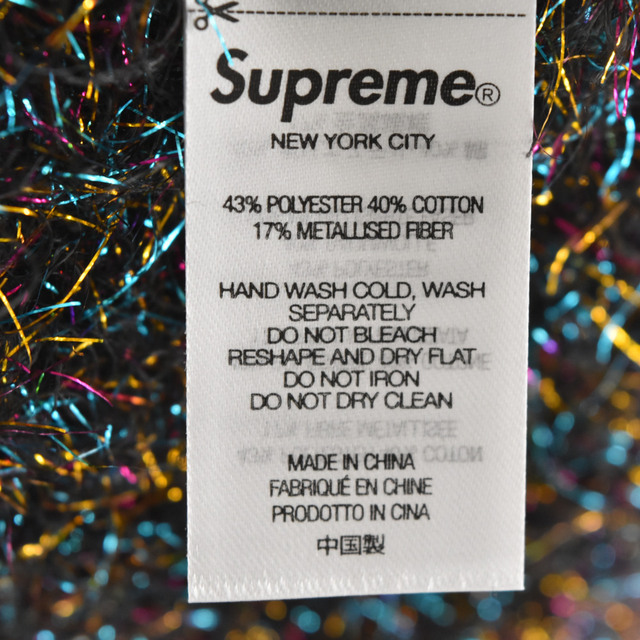 Supreme®
NEW YORK CITY
43% POLYESTER 40% COTTON
17% METALLISED FIBER
HAND WASH COLD, WASH
SEPARATELY
DO NOT BLEACH
RESHAPE AND DRY FLAT
DO NOT IRON
DO NOT DRY CLEAN
MADE IN CHINA
FABRIQUÉ EN CHINE
PRODOTTO IN CINA
中国製